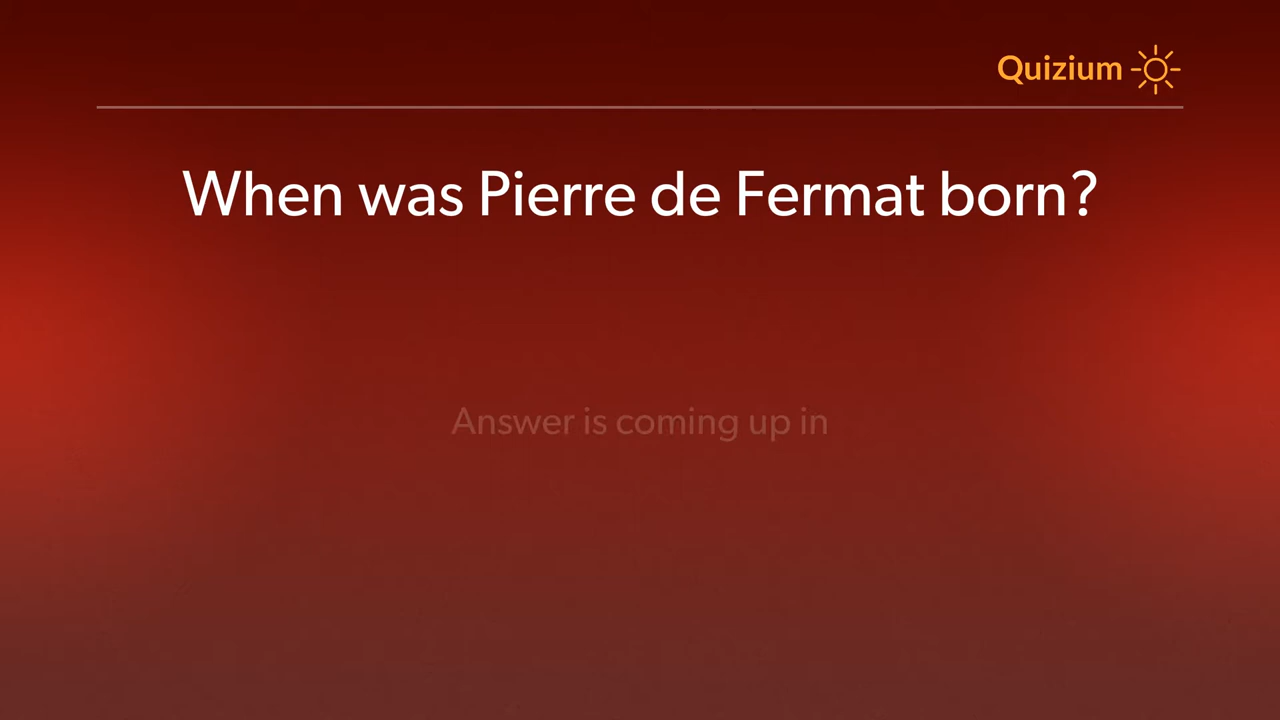 Quizium
When was Pierre de Fermat born?
Answer is coming up in